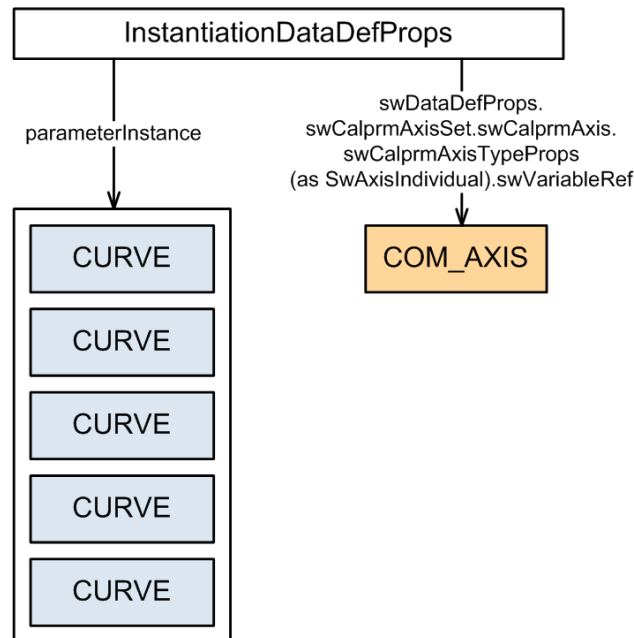 InstantiationDataDefProps
parameterInstance
swDataDefProps.
swCalprmAxisSet.swCalprmAxis.
swCalprmAxisTypeProps
(as SwAxisIndividual).swVariableRef
CURVE
CURVE
CURVE
CURVE
CURVE
COM_AXIS